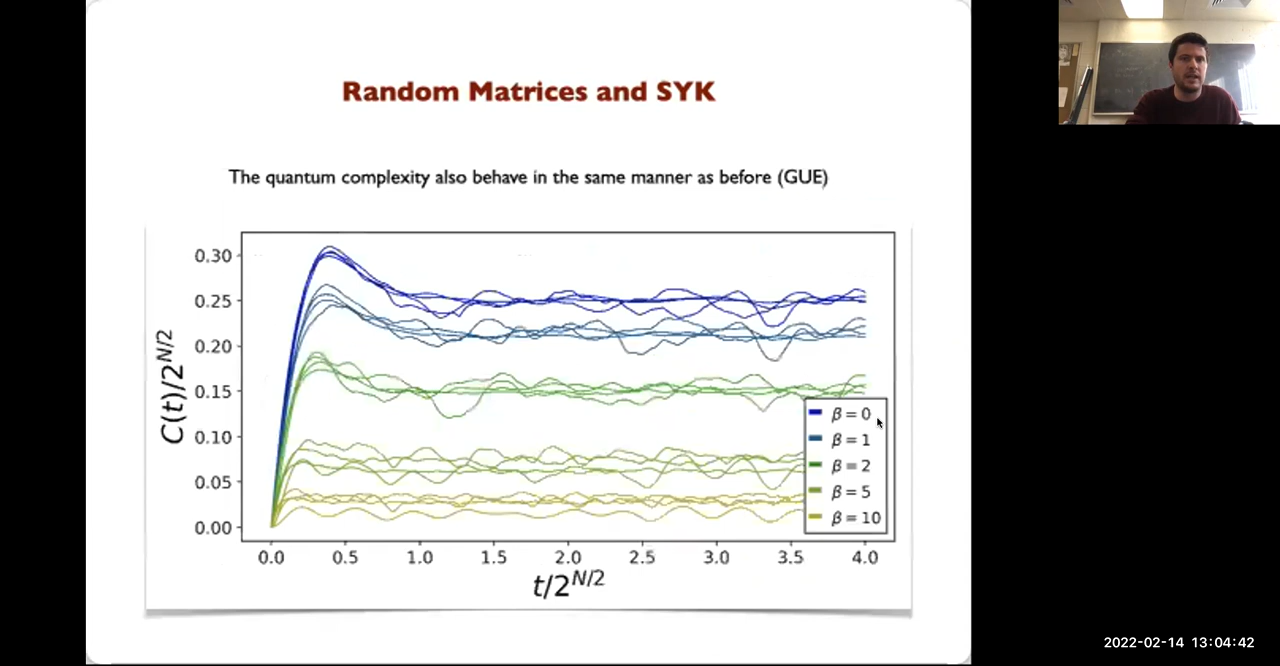 Random Matrices and SYK
The quantum complexity also behave in the same manner as before (GUE)
C(t)/2^{N/2}
0.30
0.25
0.20
0.15
0.10
0.05
0.00
β = 0
β = 1
β = 2
β = 5
β = 10
0.0 0.5 1.0 1.5 2.0 2.5 3.0 3.5 4.0
t/2^{N/2}
2022-02-14 13:04:42